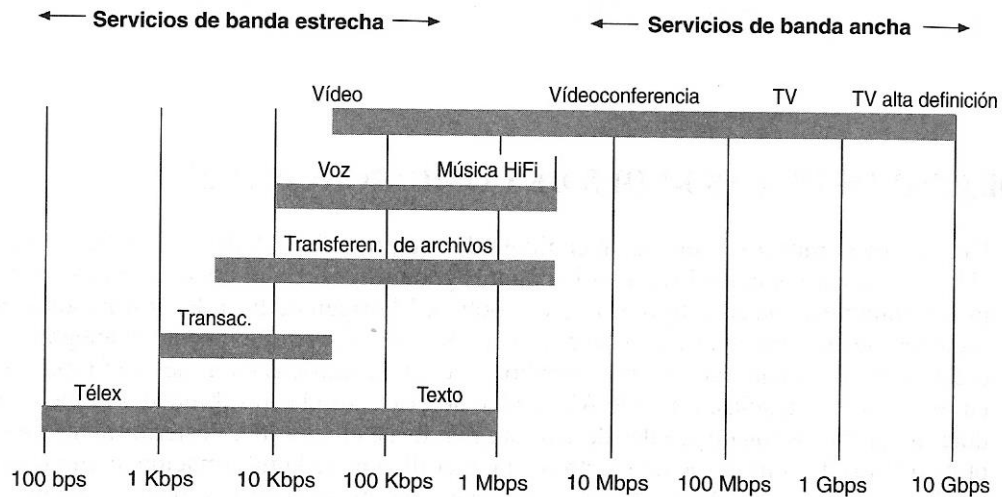 Servicios de banda estrecha Servicios de banda ancha
Vídeo Vídeoconferencia TV TV alta definición
Voz Música HiFi
Transferen. de archivos
Transac.
Télex Texto
100 bps 1 Kbps 10 Kbps 100 Kbps 1 Mbps 10 Mbps 100 Mbps 1 Gbps 10 Gbps